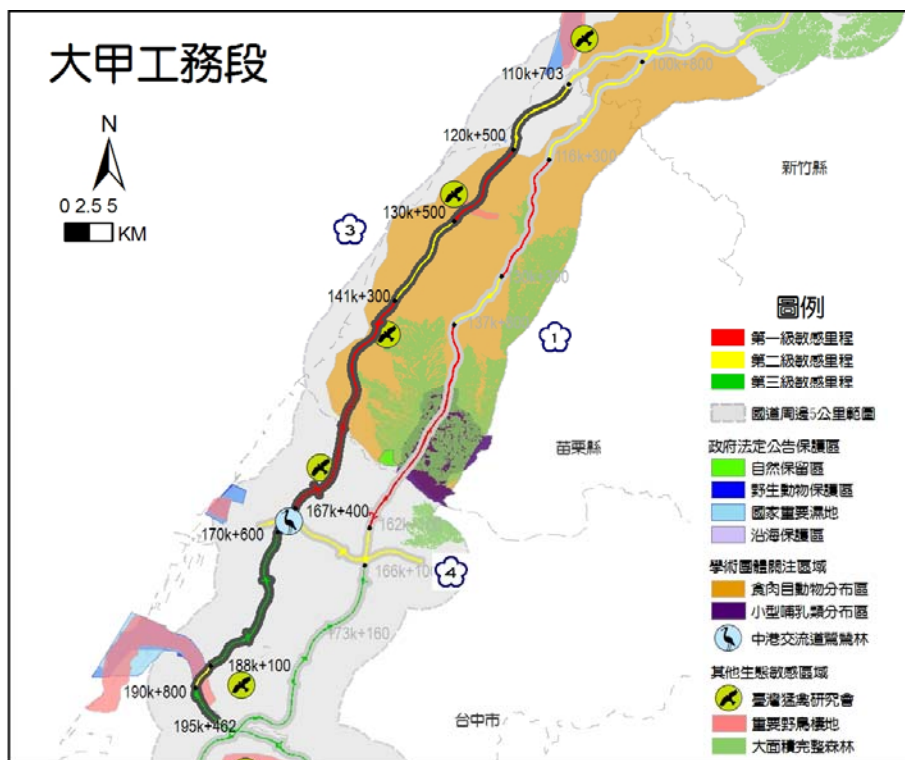 大甲工務段
N
0 2.5 5
KM
110k+703
100k+800
120k+500
116k+300
新竹縣
130k+500
3
141k+300
1
苗栗縣
167k+400
170k+600
166k+100
4
173k+160
188k+100
190k+800
195k+462
台中市
圖例
第一級敏感里程
第二級敏感里程
第三級敏感里程
國道周邊5公里範圍
政府法定公告保護區
自然保留區
野生動物保護區
國家重要濕地
沿海保護區
學術團體關注區域
食肉目動物分布區
小型哺乳類分布區
中港交流道鷺鷥林
其他生態敏感區域
臺灣猛禽研究會
重要野鳥棲地
大面積完整森林